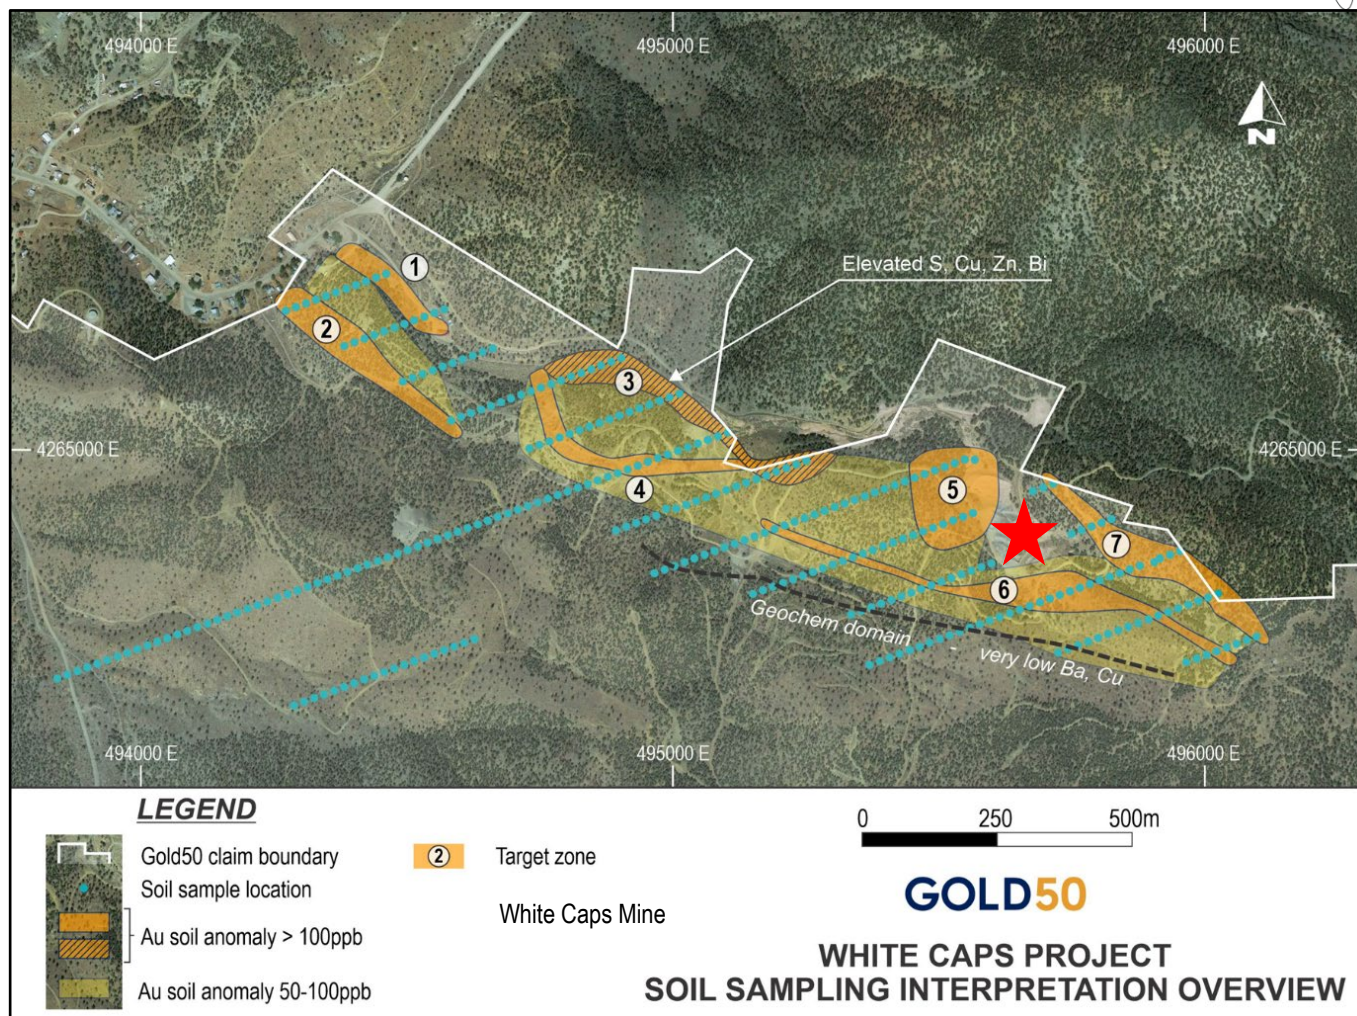 494000 E
495000 E
496000 E
N
Elevated S, Cu, Zn, Bi
1
2
3
4265000 E
4265000 E
4
5
7
6
Geochem domain - very low Ba, Cu
494000 E
495000 E
496000 E
LEGEND
Gold50 claim boundary
Soil sample location
Au soil anomaly > 100ppb
Au soil anomaly 50-100ppb
2
Target zone
White Caps Mine
0 250 500m
GOLD50
WHITE CAPS PROJECT
SOIL SAMPLING INTERPRETATION OVERVIEW